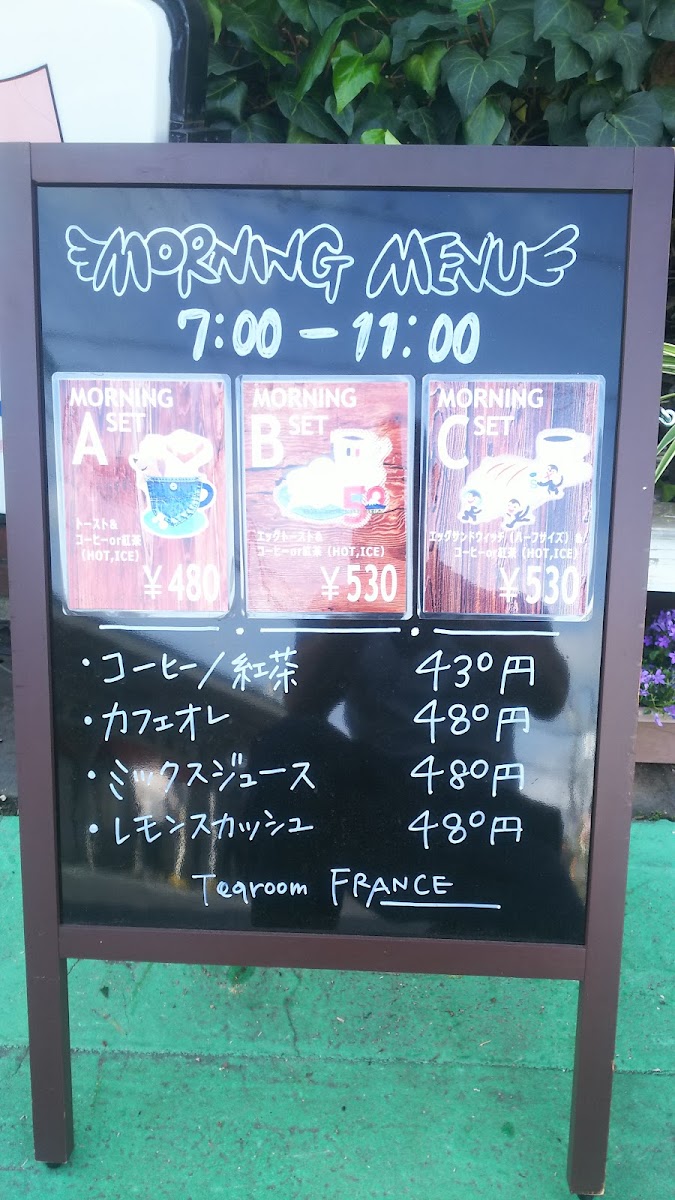 MORNING MENU
7:00 - 11:00
MORNING
A SET
トースト&
コーヒーor紅茶
(HOT,ICE)
¥480
MORNING
B SET
エッグトースト&
コーヒーor紅茶 (HOT,ICE)
¥530
MORNING
C SET
エッグサンドウィッチ (ハーフサイズ) &
コーヒーor紅茶 (HOT,ICE)
¥530
・コーヒー/紅茶 430円
・カフェオレ 480円
・ミックスジュース 480円
・レモンスカッシュ 480円
Tearoom FRANCE